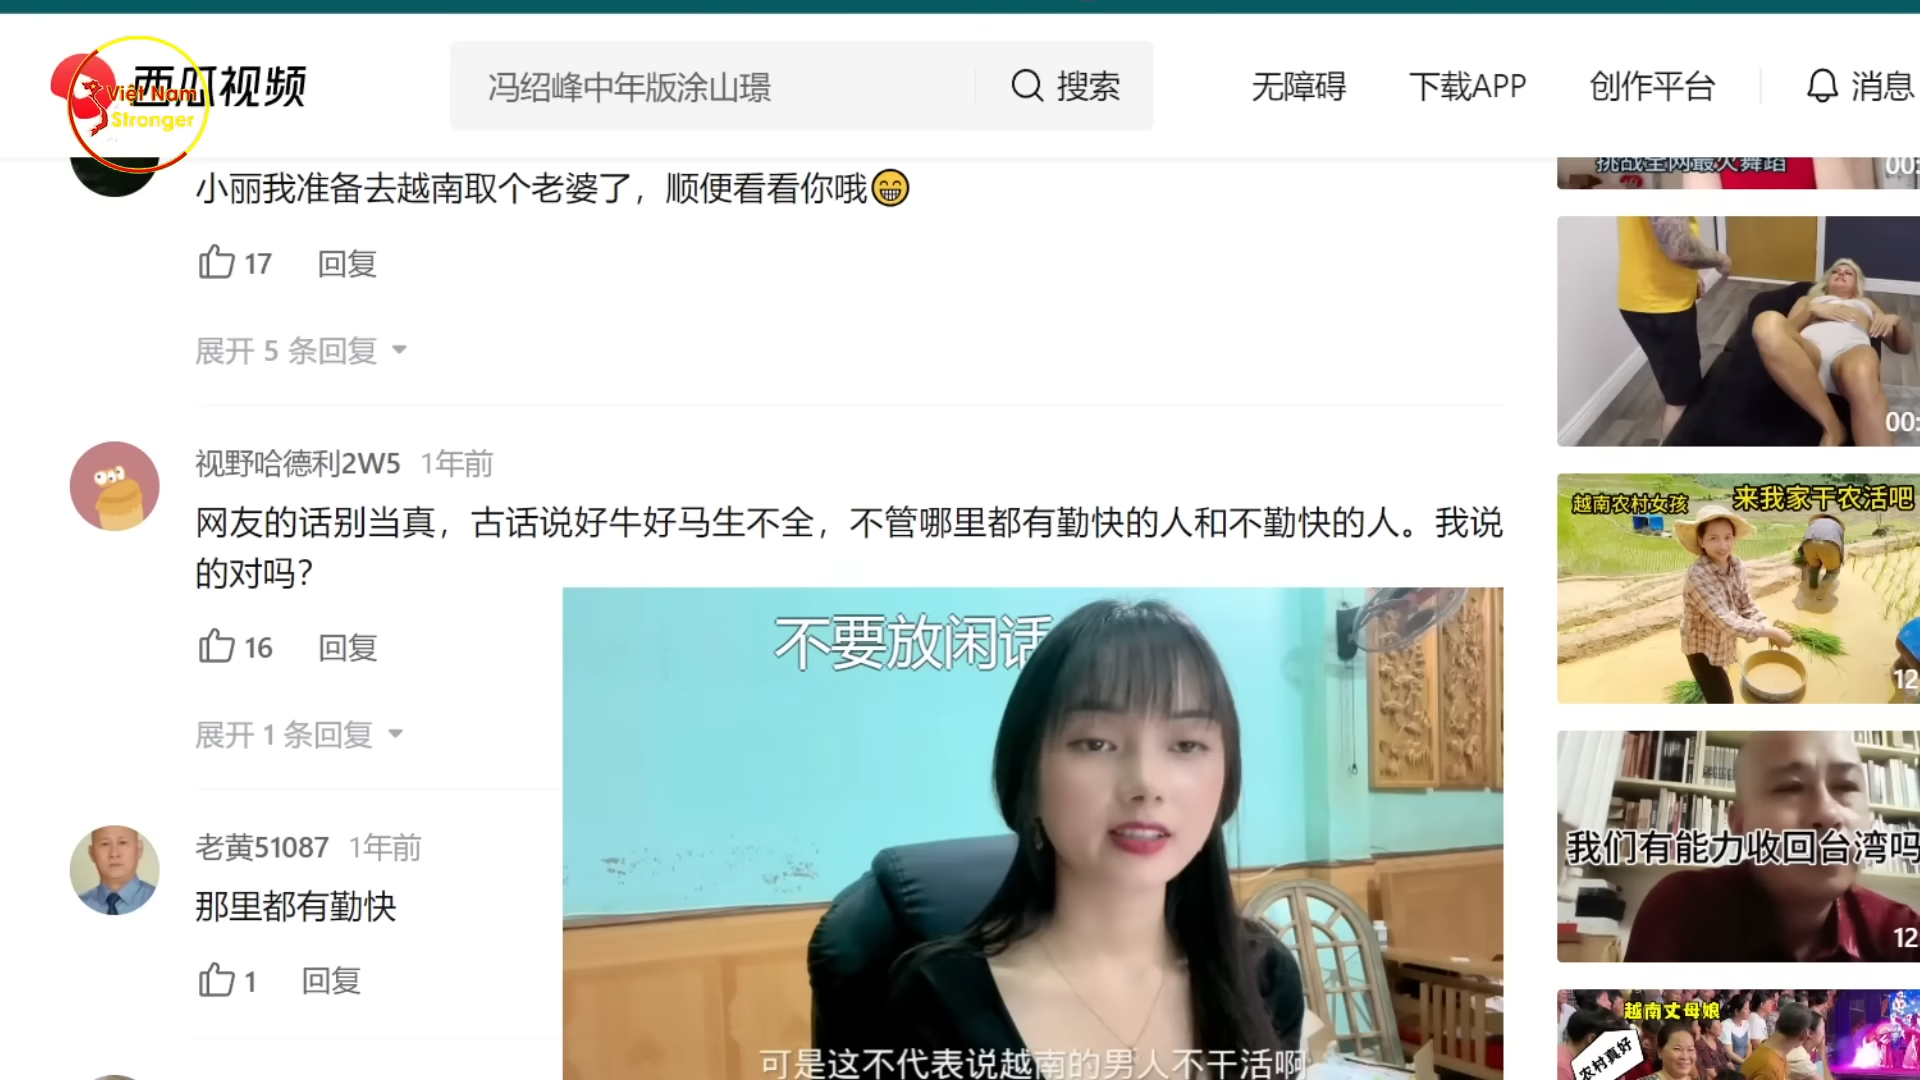 西瓜视频
Việt Nam
Stronger
冯绍峰中年版涂山璟
搜索
无障碍
下载APP
创作平台
消息
小丽我准备去越南取个老婆了，顺便看看你哦😁
17 回复
展开 5 条回复
视野哈德利2W5 1年前
网友的话别当真，古话说好牛好马生不全，不管哪里都有勤快的人和不勤快的人。我说
的对吗？
16 回复
展开 1 条回复
老黄51087 1年前
那里都有勤快
1 回复
不要放闲话
可是这不代表说越南的男人不干活啊
挑战全网最火舞蹈
00:
00:
越南农村女孩
来我家干农活吧
12
我们有能力收回台湾吗
12
越南丈母娘
农村真好